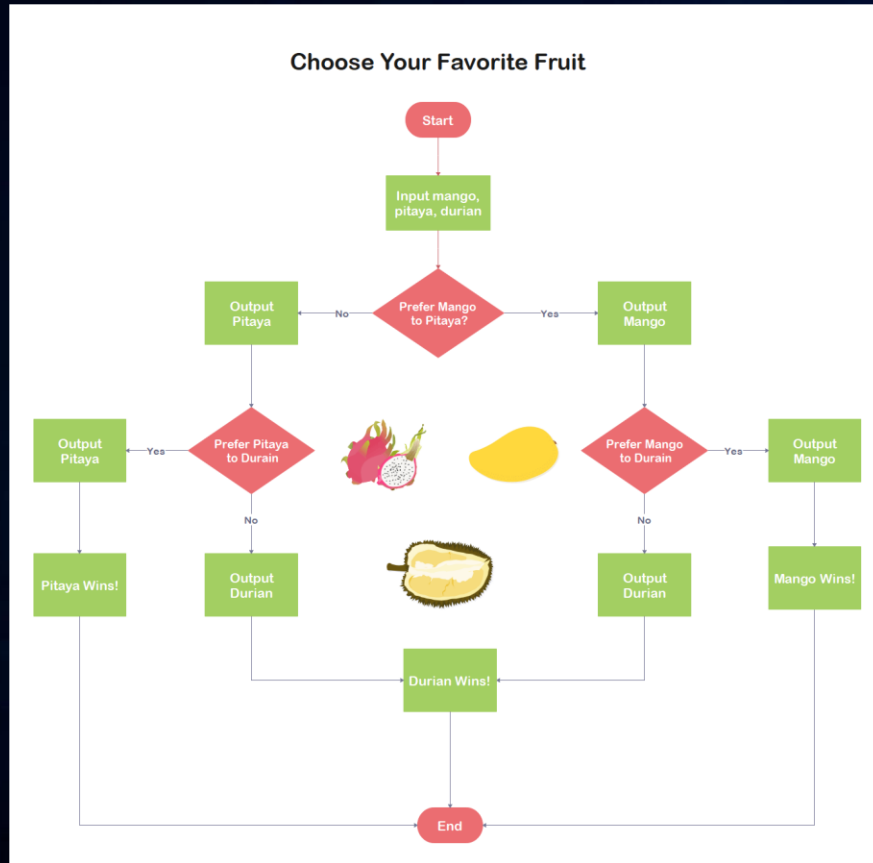 Choose Your Favorite Fruit
Start
Input mango,
pitaya, durian
Prefer Mango
to Pitaya?
No
Yes
Output
Pitaya
Output
Mango
Output
Pitaya
Yes
Prefer Pitaya
to Durain
Prefer Mango
to Durain
Yes
Output
Mango
No
No
Pitaya Wins!
Output
Durian
Output
Durian
Mango Wins!
Durian Wins!
End